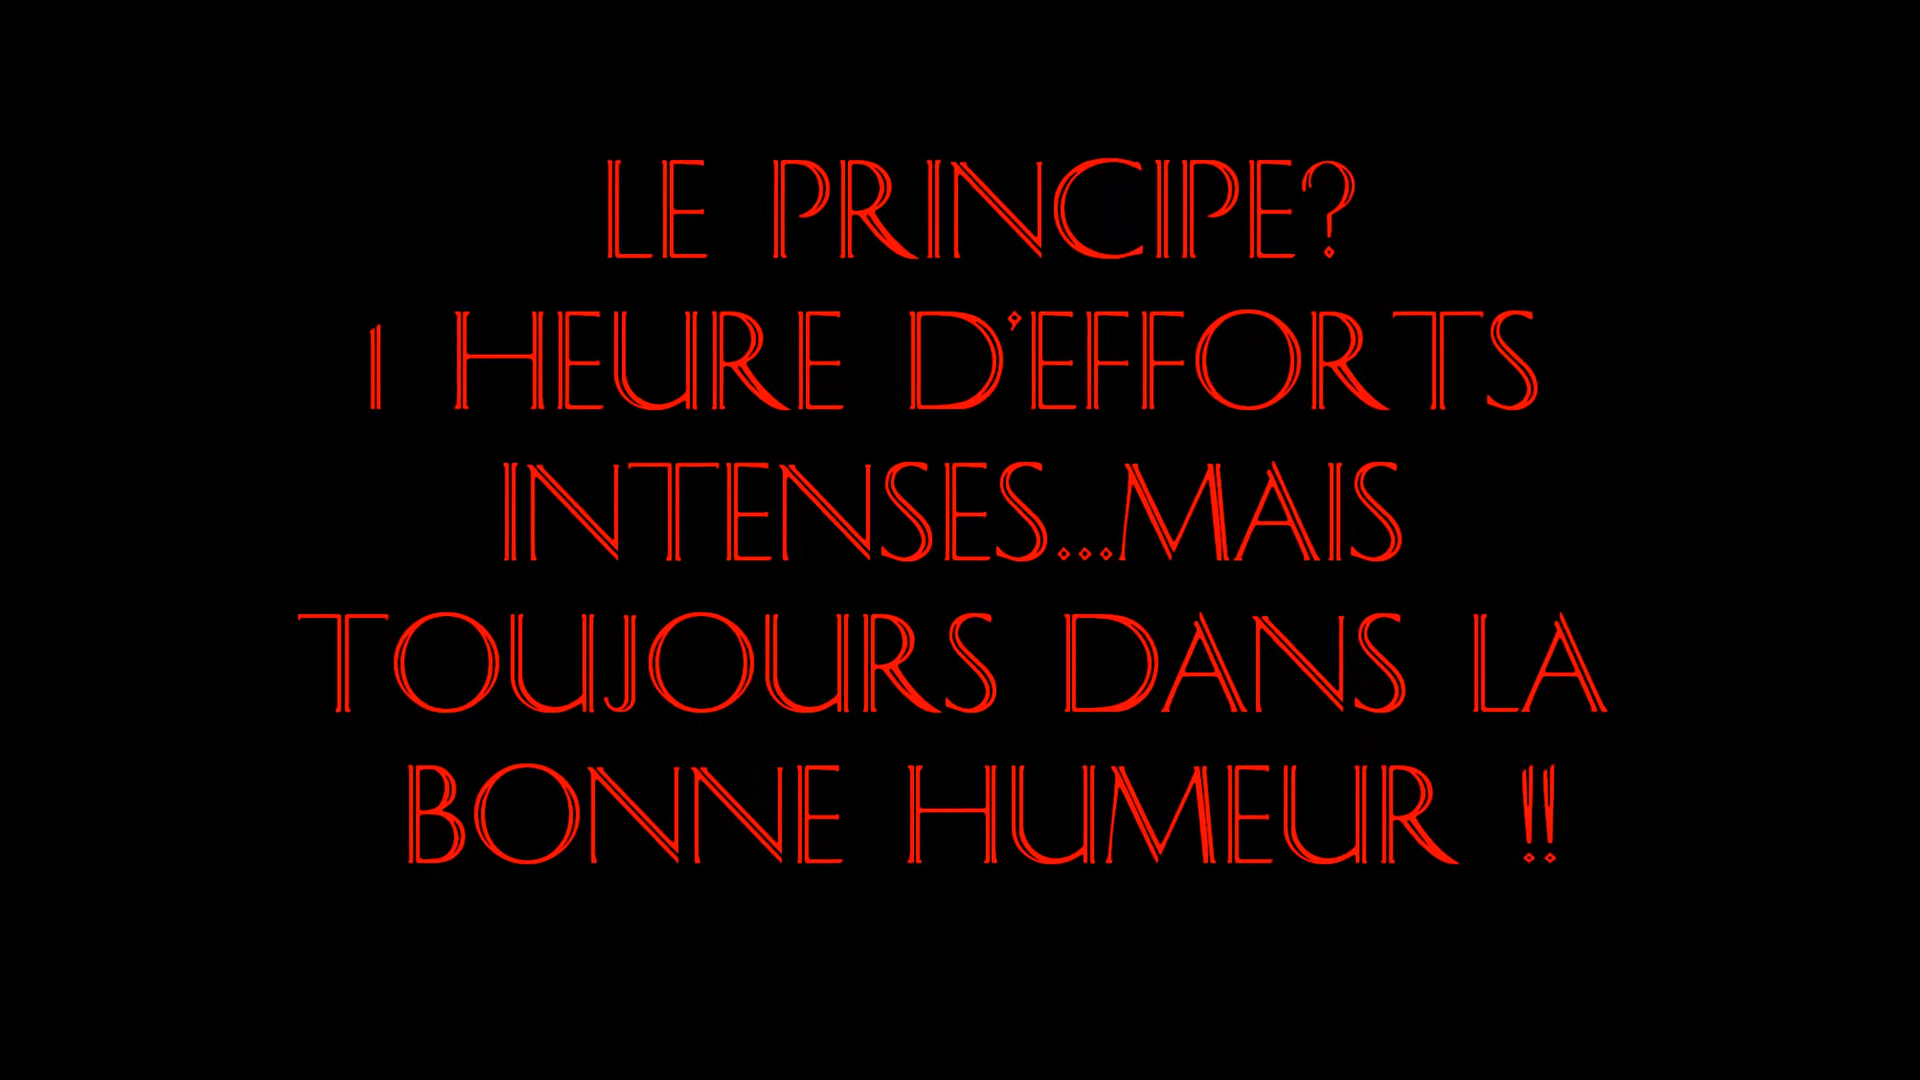 LE PRINCIPE?
1 HEURE D'EFFORTS
INTENSES...MAIS
TOUJOURS DANS LA
BONNE HUMEUR !!